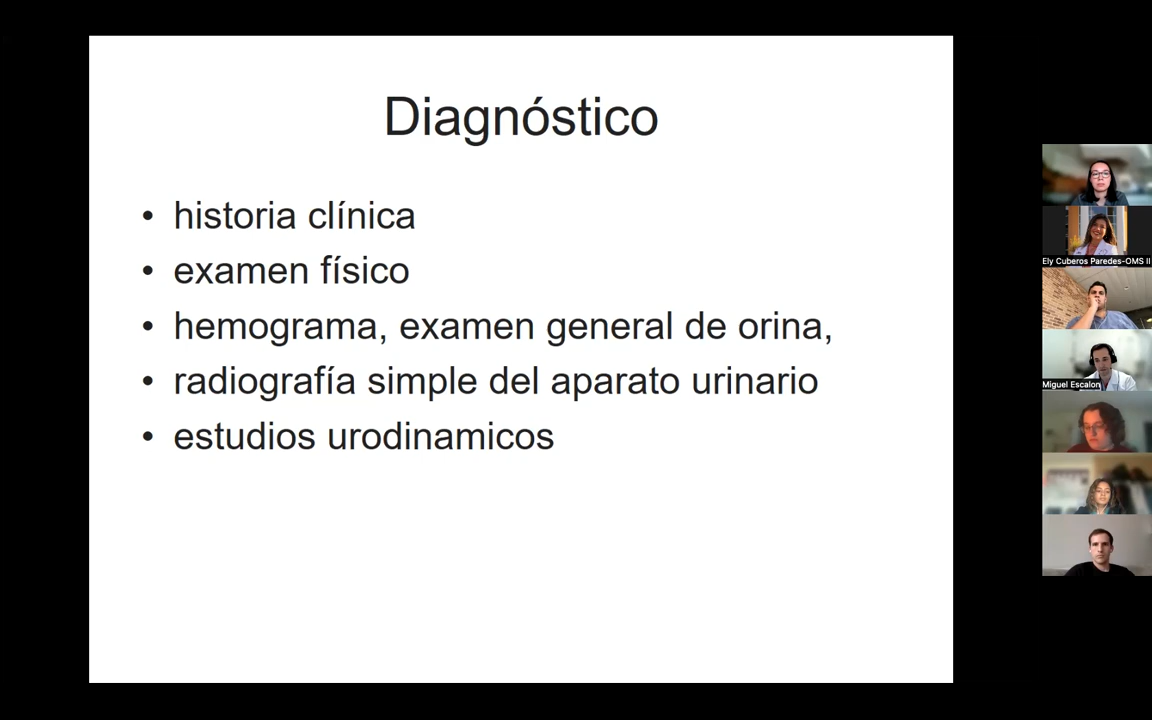 Diagnóstico
• historia clínica
• examen físico
• hemograma, examen general de orina,
• radiografía simple del aparato urinario
• estudios urodinamicos
Ely Cuberos Paredes-OMS II
Miguel Escalon